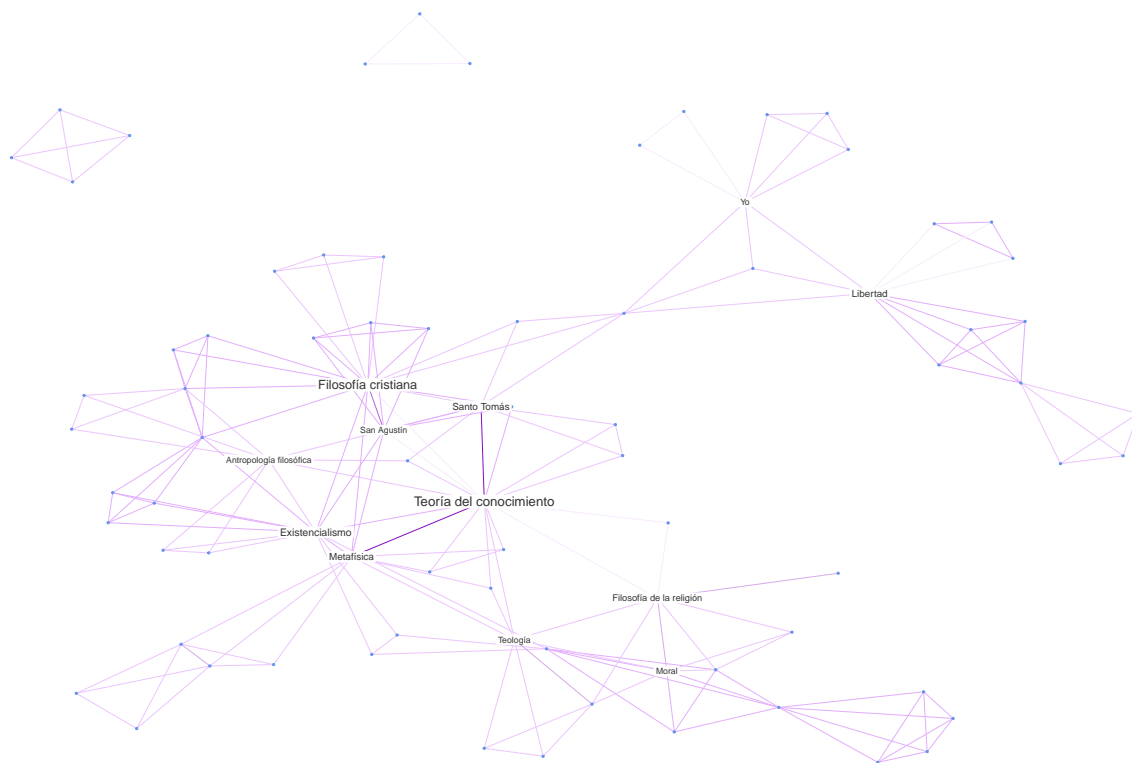 Yo
Libertad
Filosofía cristiana
Santo Tomás
San Agustín
Antropología filosófica
Teoría del conocimiento
Existencialismo
Metafísica
Filosofía de la religión
Teología
Moral